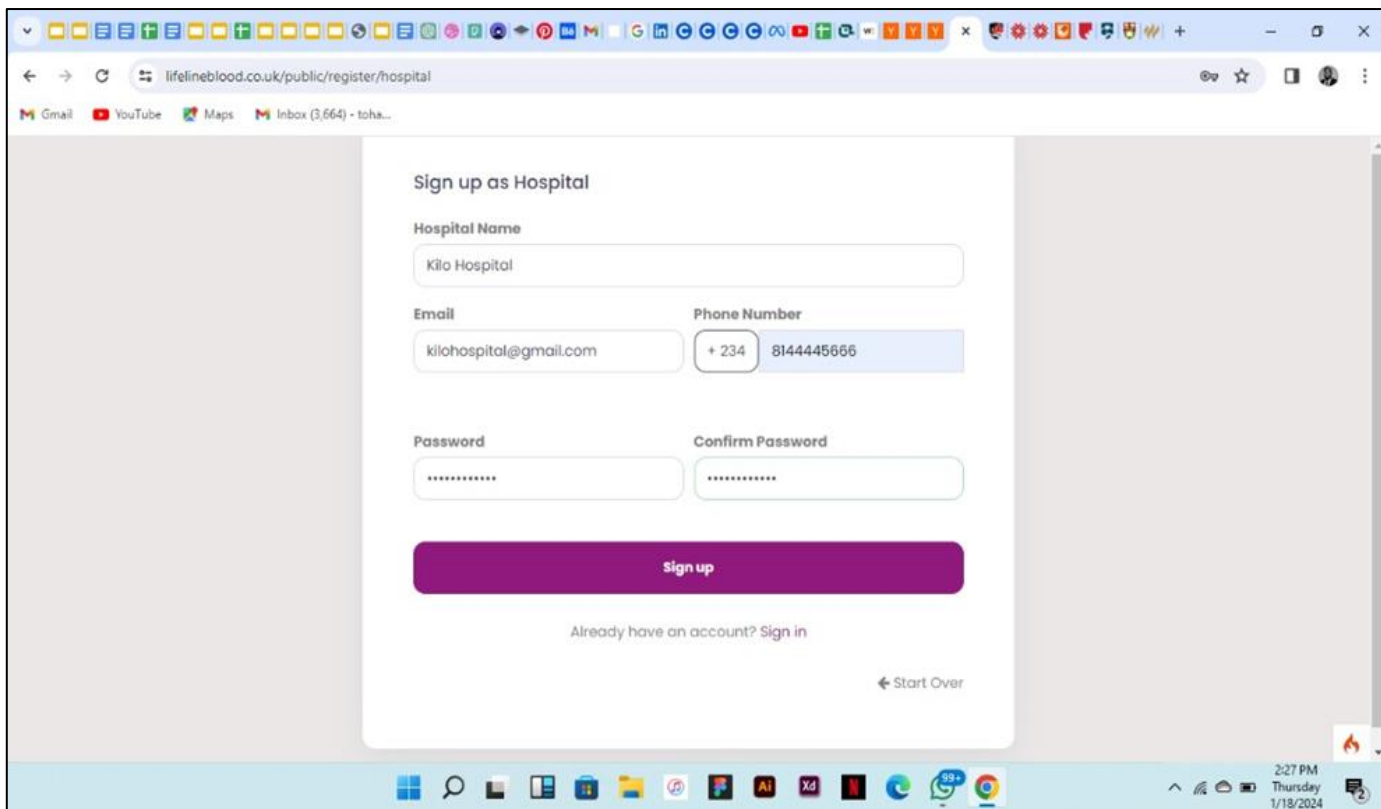 lifelineblood.co.uk/public/register/hospital
Gmail YouTube Maps Inbox (3,664) - toha...
Sign up as Hospital
Hospital Name
Kilo Hospital
Email Phone Number
kilohospital@gmail.com + 234 8144445666
Password Confirm Password
•••••••••••• ••••••••••••
Sign up
Already have an account? Sign in
Start Over
99+
2:27 PM
Thursday
1/18/2024